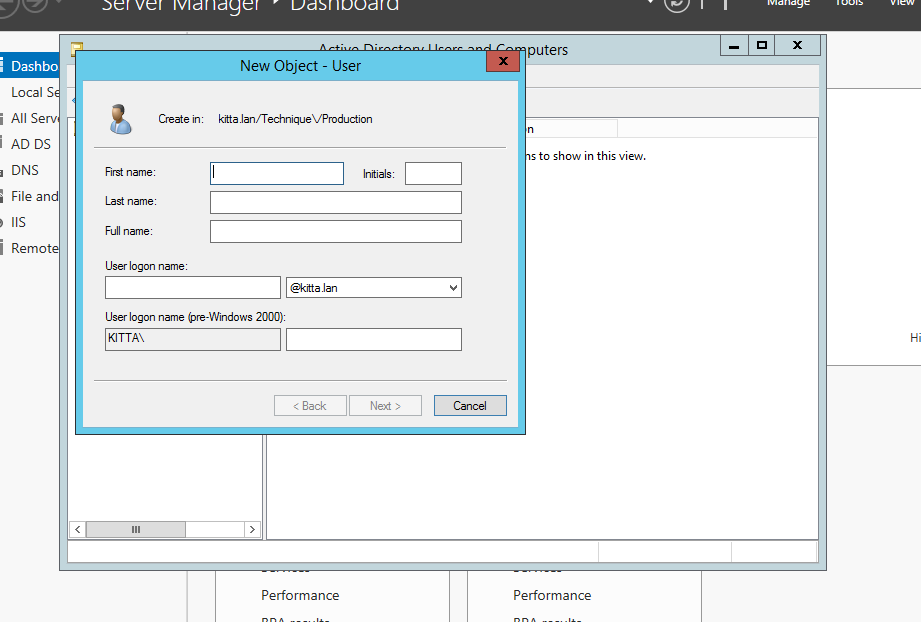 Server Manager ‣ Dashboard
Manage
Tools
View
Active Directory Users and Computers
New Object - User
Dashbo
Local Se
All Serve
AD DS
DNS
File and
IIS
Remote
Create in: kitta.lan/Technique\/Production
ns to show in this view.
First name:
Initials:
Last name:
Full name:
User logon name:
@kitta.lan
User logon name (pre-Windows 2000):
KITTA\
< Back
Next >
Cancel
Hi
Performance
Performance
BPA results
BPA results